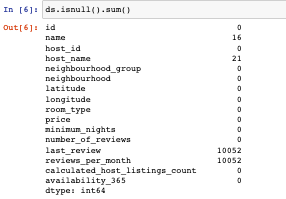 In [6]: ds.isnull().sum()
Out[6]: id 0
name 16
host_id 0
host_name 21
neighbourhood_group 0
neighbourhood 0
latitude 0
longitude 0
room_type 0
price 0
minimum_nights 0
number_of_reviews 0
last_review 10052
reviews_per_month 10052
calculated_host_listings_count 0
availability_365 0
dtype: int64